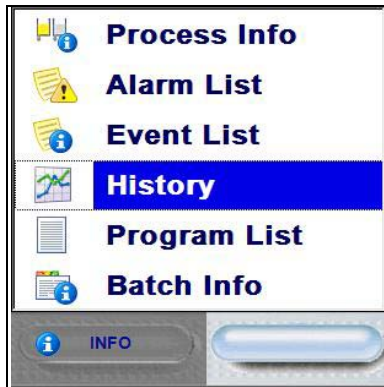 Process Info
Alarm List
Event List
History
Program List
Batch Info
INFO